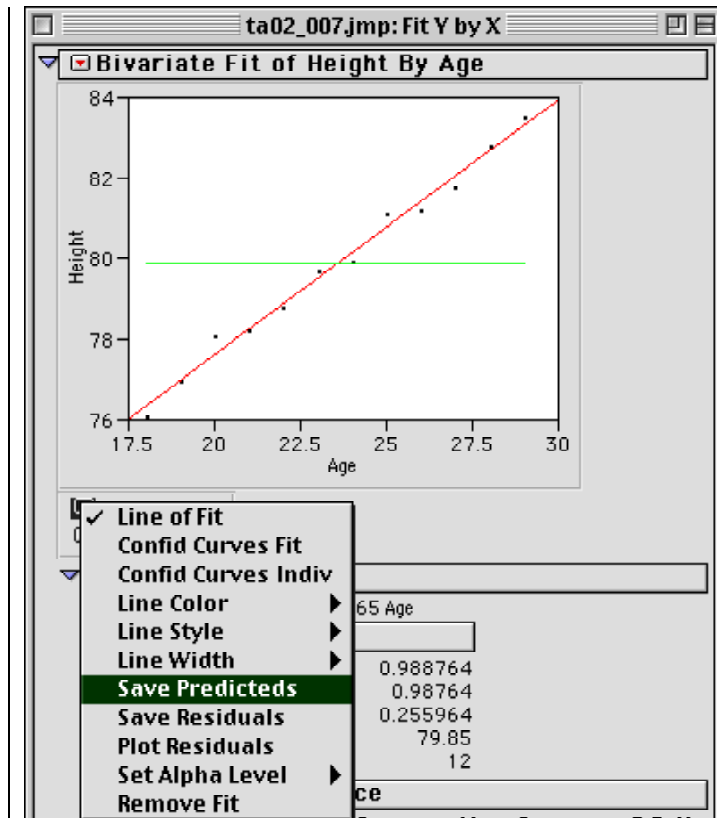 ta02_007.jmp: Fit Y by X
Bivariate Fit of Height By Age
84
82
80
78
76
Height
17.5 20 22.5 25 27.5 30
Age
Line of Fit
Confid Curves Fit
Confid Curves Indiv
Line Color
65 Age
Line Style
Line Width
0.988764
Save Predicteds
0.98764
Save Residuals
0.255964
Plot Residuals
79.85
12
Set Alpha Level
Remove Fit
ce